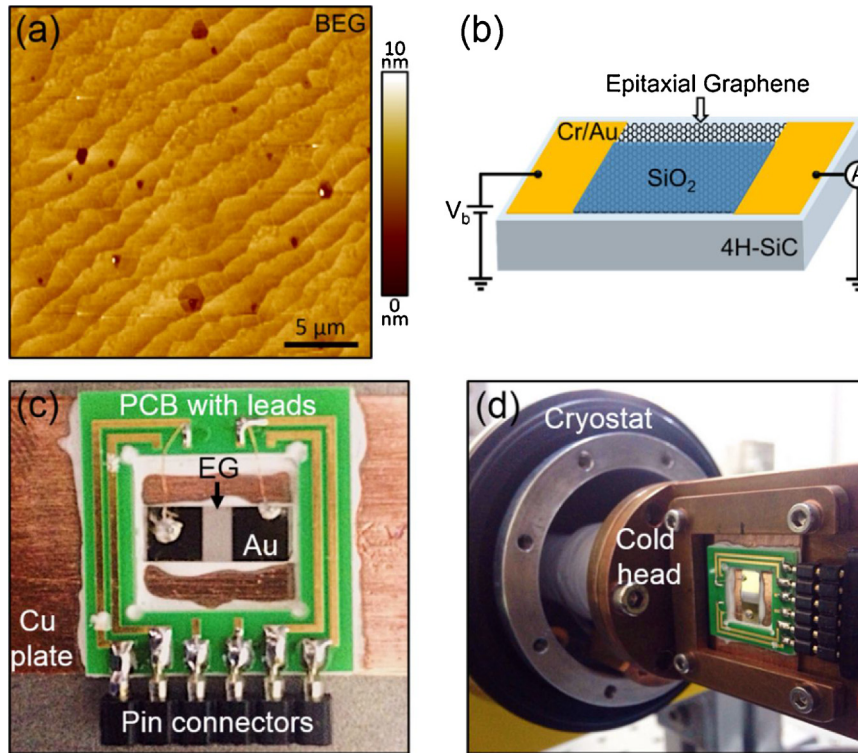 (a)
BEG
10
nm
0
nm
5 μm
(b)
Epitaxial Graphene
Cr/Au
SiO2
Vb
A
4H-SiC
(c)
PCB with leads
EG
Au
Cu
plate
Pin connectors
(d)
Cryostat
Cold
head